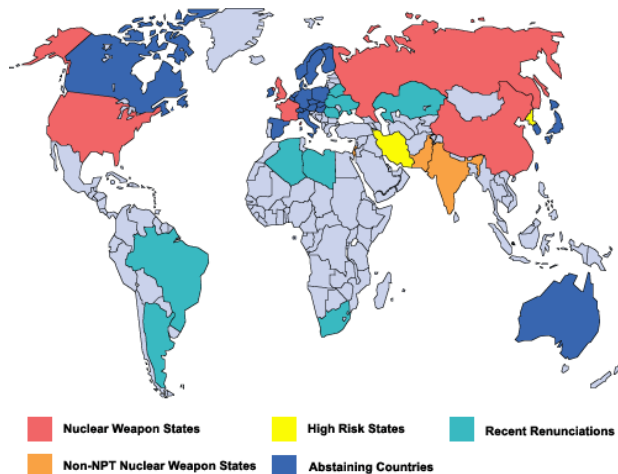 Nuclear Weapon States
High Risk States
Recent Renunciations
Non-NPT Nuclear Weapon States
Abstaining Countries